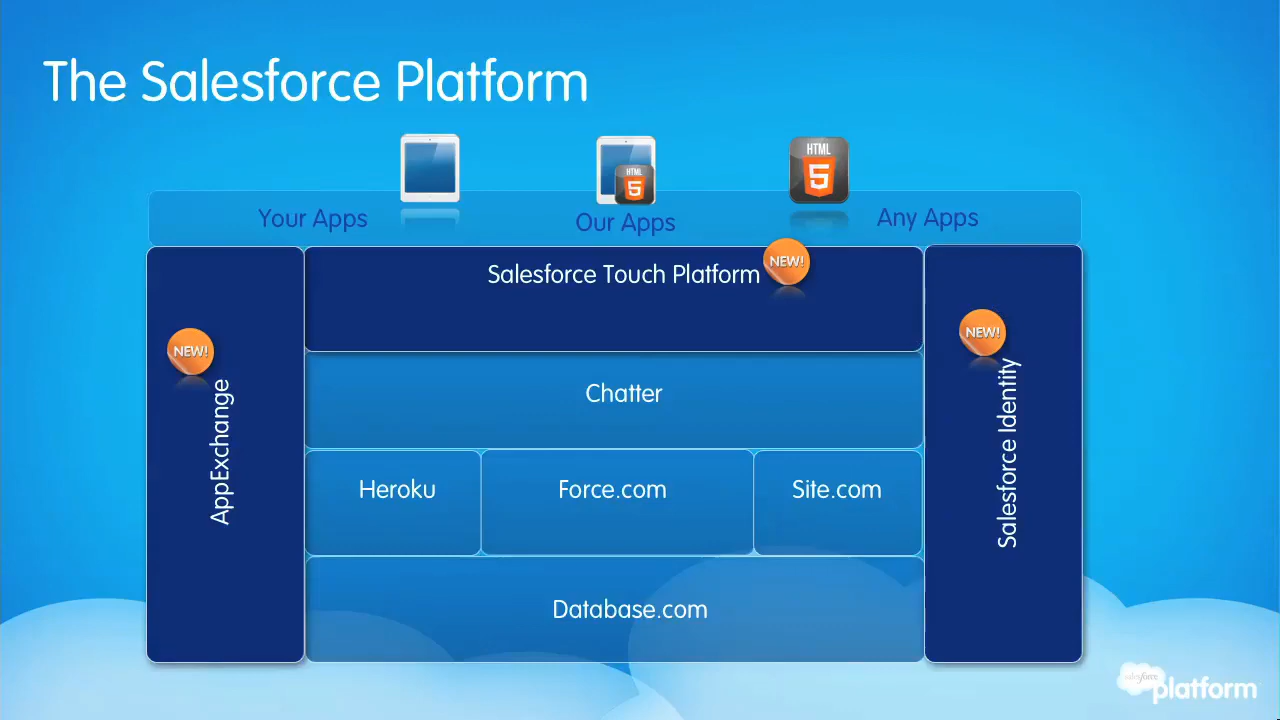 The Salesforce Platform
HTML
5
HTML
5
Your Apps
Our Apps
Any Apps
Salesforce Touch Platform
NEW!
NEW!
AppExchange
NEW!
Salesforce Identity
Chatter
Heroku
Force.com
Site.com
Database.com
salesforce
platform